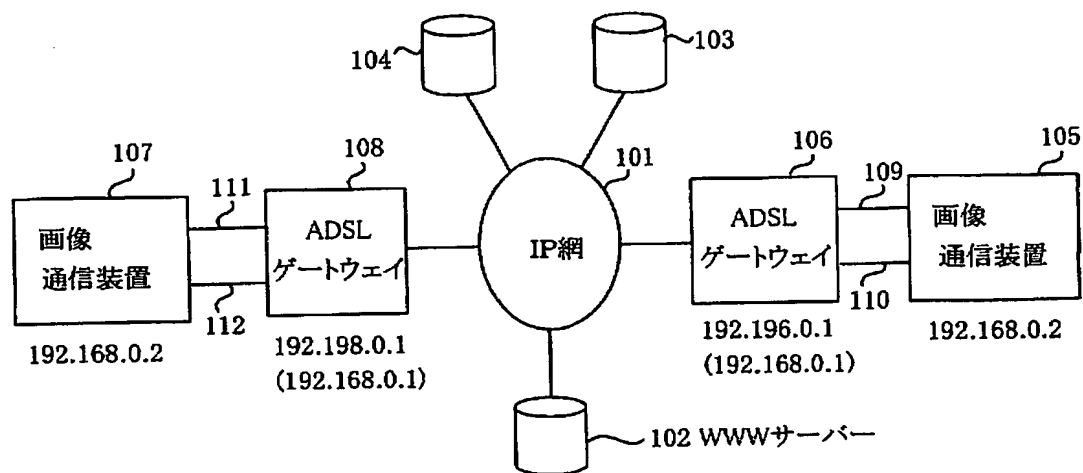 104
103
107
111
108
101
106
109
105
画像
通信装置
ADSL
ゲートウェイ
IP網
ADSL
ゲートウェイ
画像
通信装置
112
110
192.168.0.2
192.198.0.1
(192.168.0.1)
192.196.0.1
(192.168.0.1)
192.168.0.2
102 WWWサーバー